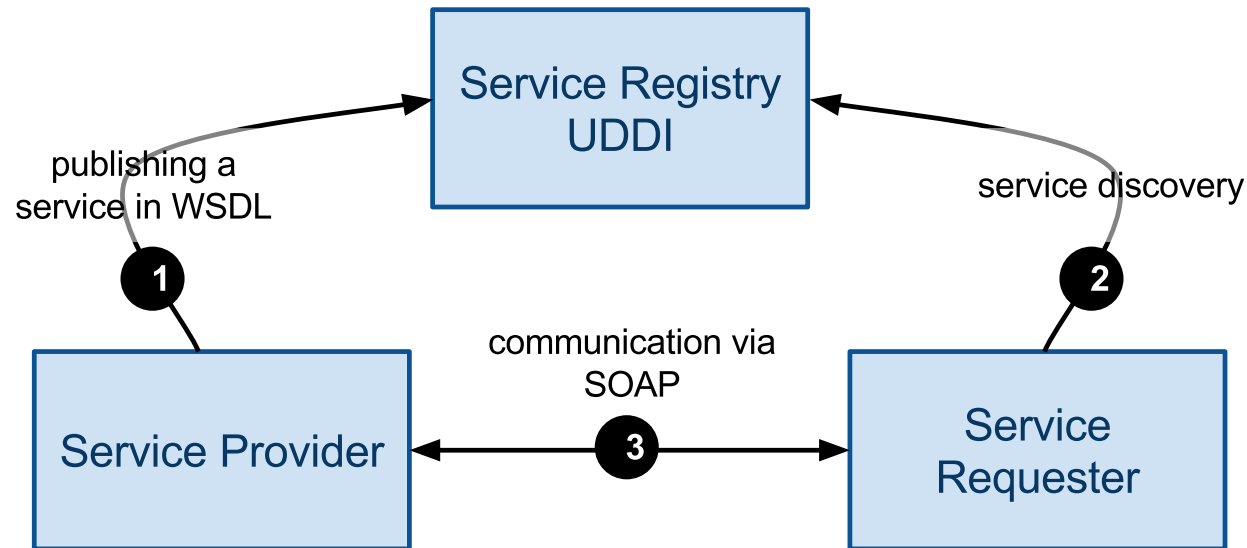 Service Registry
UDDI
publishing a
service in WSDL
service discovery
1
2
communication via
SOAP
Service Provider
3
Service
Requester